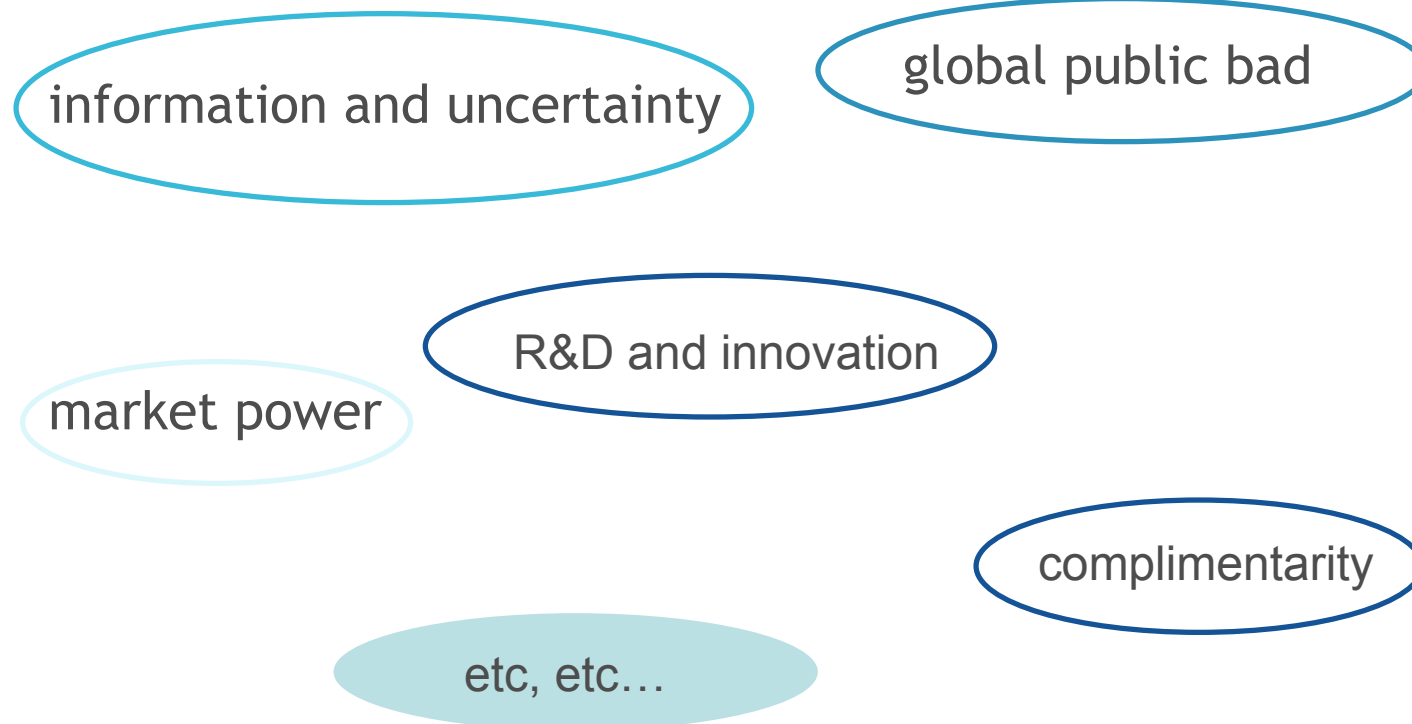 information and uncertainty
global public bad
R&D and innovation
market power
complimentarity
etc, etc…